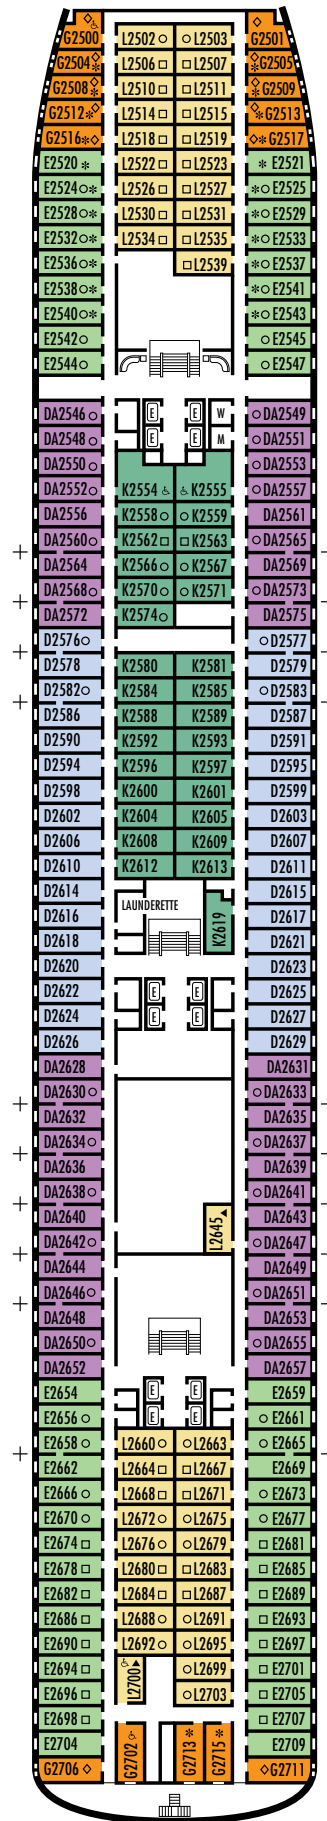 G2500 L2502 L2503 G2501
G2504 L2506 L2507 G2505
G2508 L2510 L2511 G2509
G2512 L2514 L2515 G2513
G2516 L2518 L2519 G2517
E2520 L2522 L2523 E2521
E2524 L2526 L2527 E2525
E2528 L2530 L2531 E2529
E2532 L2534 L2535 E2533
E2536 L2539 E2537
E2538 E2541
E2540 E2543
E2542 E2545
E2544 E2547
DA2546 E E W DA2549
DA2548 E E M DA2551
DA2550 DA2553
DA2552 K2554 K2555 DA2557
DA2556 K2558 K2559 DA2561
DA2560 K2562 K2563 DA2565
DA2564 K2566 K2567 DA2569
DA2568 K2570 K2571 DA2573
DA2572 K2574 DA2575
D2576 D2577
D2578 K2580 K2581 D2579
D2582 K2584 K2585 D2583
D2586 K2588 K2589 D2587
D2590 K2592 K2593 D2591
D2594 K2596 K2597 D2595
D2598 K2600 K2601 D2599
D2602 K2604 K2605 D2603
D2606 K2608 K2609 D2607
D2610 K2612 K2613 D2611
D2614 LAUNDERETTE D2615
D2616 K2619 D2617
D2618 D2621
D2620 D2623
D2622 E E D2625
D2624 E E D2627
D2626 D2629
DA2628 DA2631
DA2630 DA2633
DA2632 DA2635
DA2634 DA2637
DA2636 DA2639
DA2638 DA2641
DA2640 L2645 DA2643
DA2642 DA2647
DA2644 DA2649
DA2646 DA2651
DA2648 DA2653
DA2650 DA2655
DA2652 DA2657
E2654 E E E2659
E2656 E E E2661
E2658 L2660 L2663 E2665
E2662 L2664 L2667 E2669
E2666 L2668 L2671 E2673
E2670 L2672 L2675 E2677
E2674 L2676 L2679 E2681
E2678 L2680 L2683 E2685
E2682 L2684 L2687 E2689
E2686 L2688 L2691 E2693
E2690 L2692 L2695 E2697
E2694 L2700 L2699 E2701
E2696 L2703 E2705
E2698 E2707
E2704 G2702 G2713 G2715 E2709
G2706 G2711